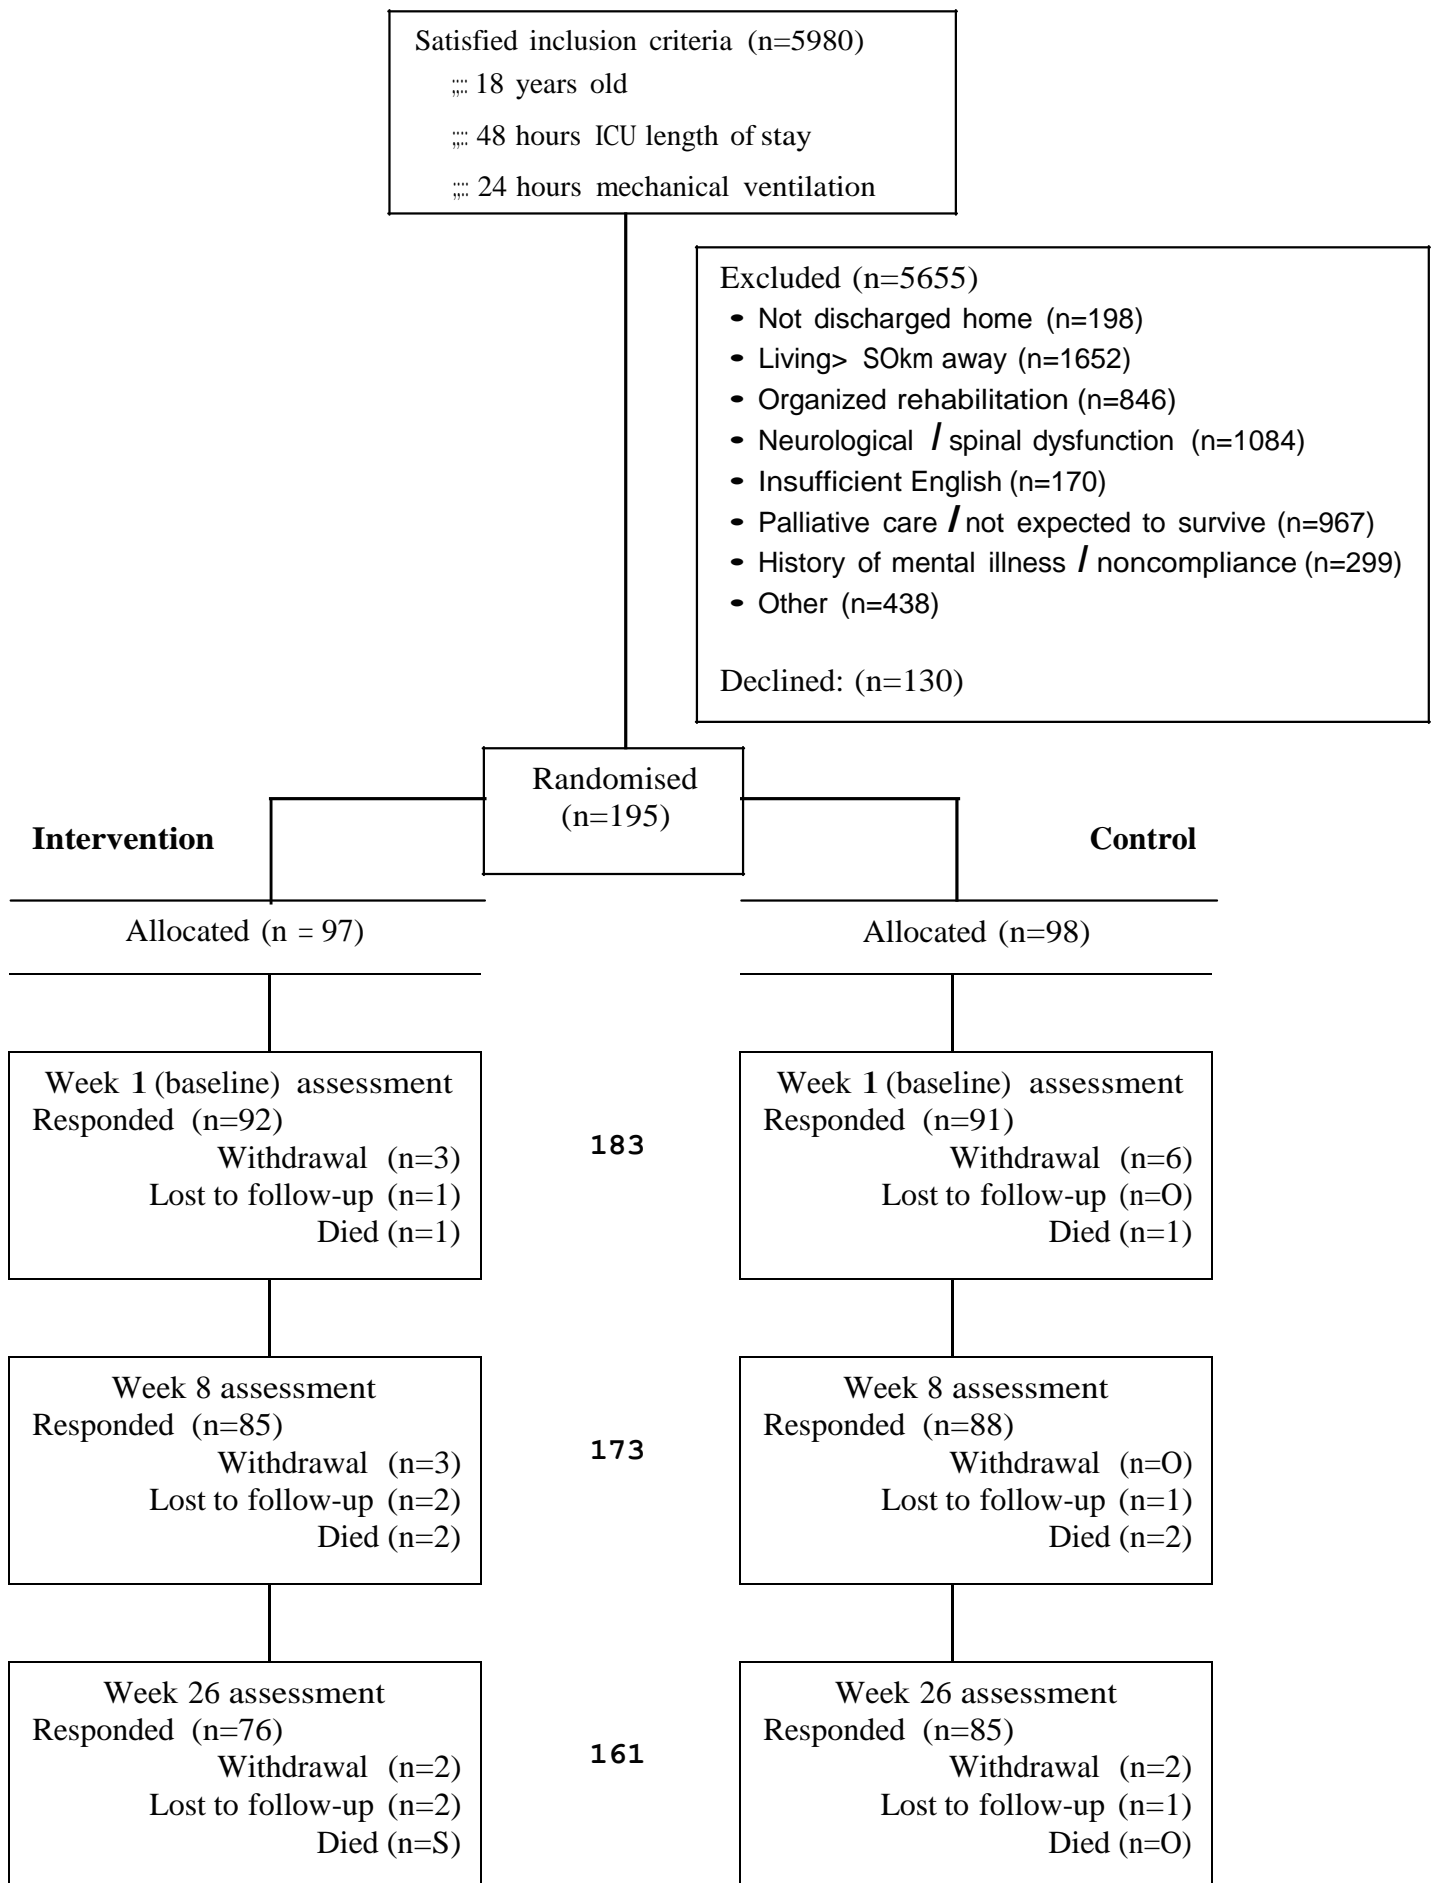 Satisfied inclusion criteria (n=5980)
;;;:: 18 years old
;;;:: 48 hours ICU length of stay
;;;:: 24 hours mechanical ventilation
Excluded (n=5655)
• Not discharged home (n=198)
• Living> SOkm away (n=1652)
• Organized rehabilitation (n=846)
• Neurological / spinal dysfunction (n=1084)
• Insufficient English (n=170)
• Palliative care / not expected to survive (n=967)
• History of mental illness / noncompliance (n=299)
• Other (n=438)
Declined: (n=130)
Randomised
(n=195)
Intervention
Control
Allocated (n = 97)
Allocated (n=98)
Week 1 (baseline) assessment
Responded (n=92)
Withdrawal (n=3)
Lost to follow-up (n=1)
Died (n=1)
183
Week 1 (baseline) assessment
Responded (n=91)
Withdrawal (n=6)
Lost to follow-up (n=O)
Died (n=1)
Week 8 assessment
Responded (n=85)
Withdrawal (n=3)
Lost to follow-up (n=2)
Died (n=2)
173
Week 8 assessment
Responded (n=88)
Withdrawal (n=O)
Lost to follow-up (n=1)
Died (n=2)
Week 26 assessment
Responded (n=76)
Withdrawal (n=2)
Lost to follow-up (n=2)
Died (n=S)
161
Week 26 assessment
Responded (n=85)
Withdrawal (n=2)
Lost to follow-up (n=1)
Died (n=O)